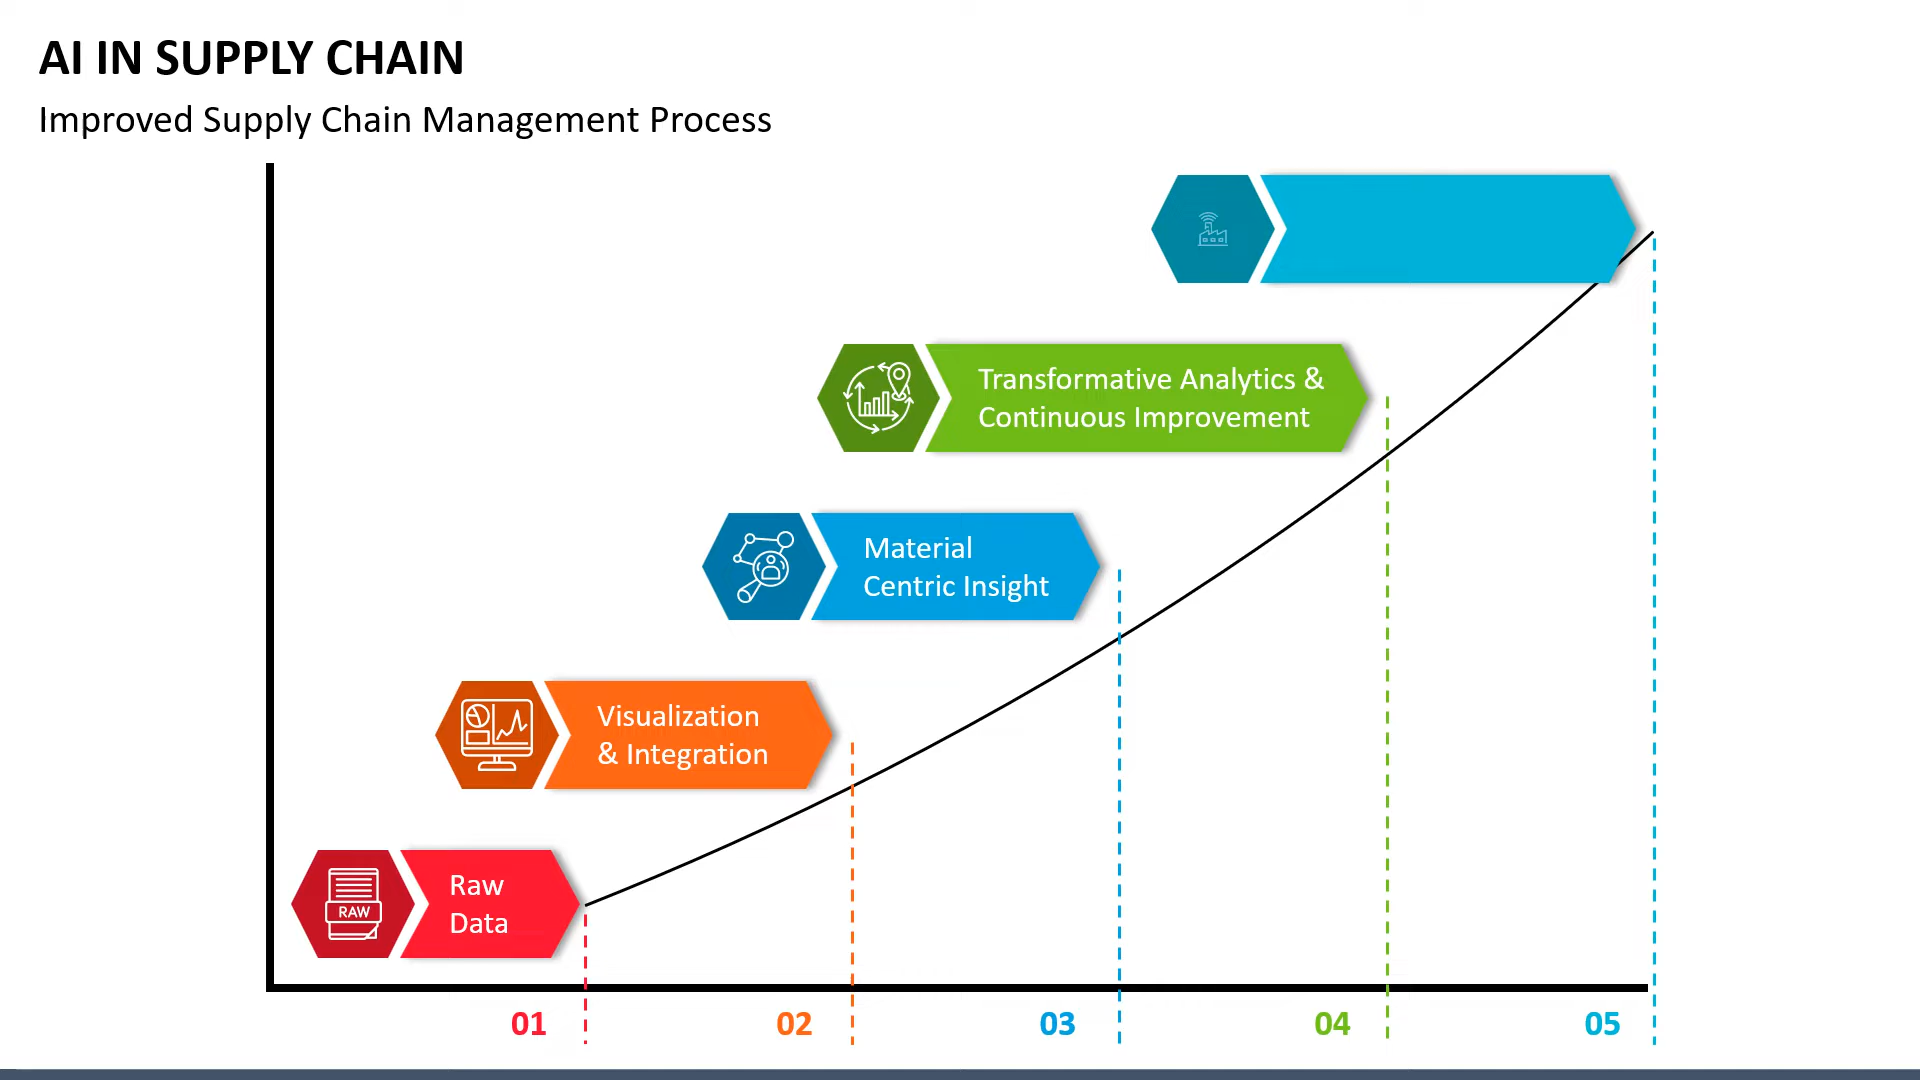 AI IN SUPPLY CHAIN
Improved Supply Chain Management Process
Transformative Analytics &
Continuous Improvement
Material
Centric Insight
Visualization
& Integration
RAW
Raw
Data
01
02
03
04
05